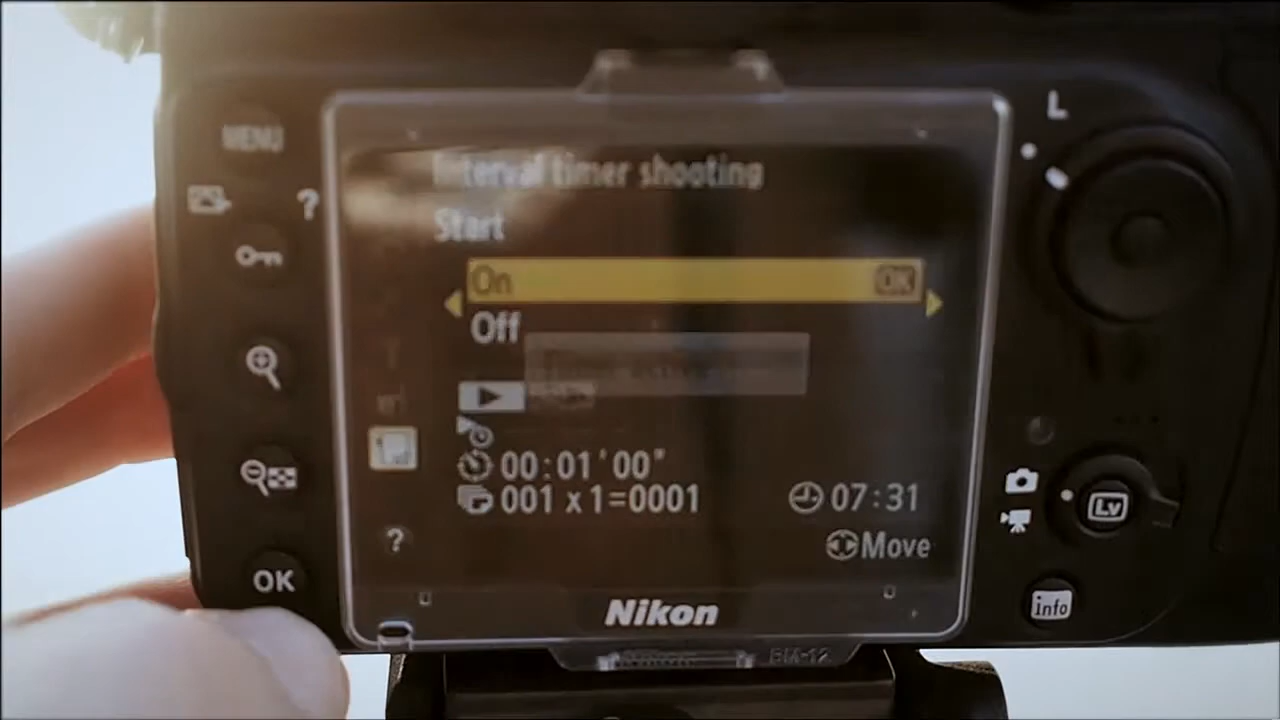 MENU
L
Interval timer shooting
?
Start
On OK
Off
00:01'00"
001 x 1=0001 07:31
Lv
?
Move
OK
Nikon
info
Nikon BM-12